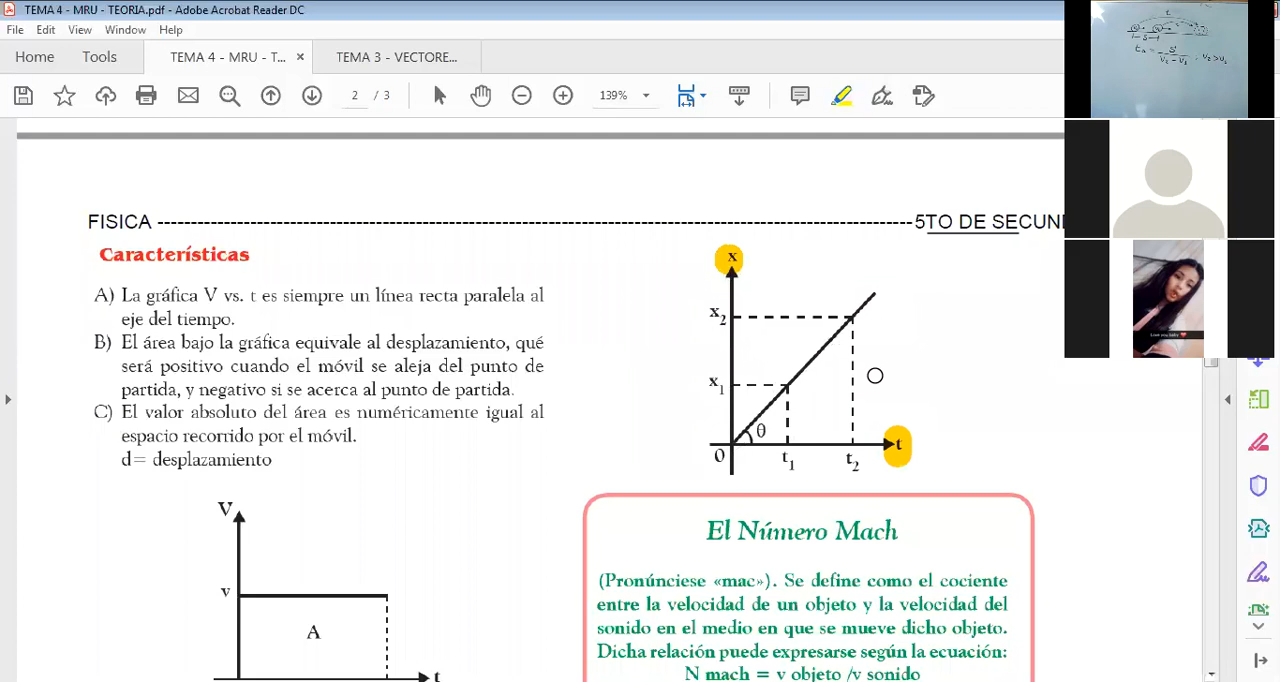 TEMA 4 - MRU - TEORIA.pdf - Adobe Acrobat Reader DC
File Edit View Window Help
Home Tools TEMA 4 - MRU - T... × TEMA 3 - VECTORE...
2 / 3 139%
FISICA 5TO DE SECUN
Características
A) La gráfica V vs. t es siempre un línea recta paralela al
eje del tiempo.
B) El área bajo la gráfica equivale al desplazamiento, qué
será positivo cuando el móvil se aleja del punto de
partida, y negativo si se acerca al punto de partida.
C) El valor absoluto del área es numéricamente igual al
espacio recorrido por el móvil.
d= desplazamiento
V
v
A
t
x
x2
x1
θ
0 t1 t2 t
El Número Mach
(Pronúnciese «mac»). Se define como el cociente
entre la velocidad de un objeto y la velocidad del
sonido en el medio en que se mueve dicho objeto.
Dicha relación puede expresarse según la ecuación:
N mach = v objeto /v sonido